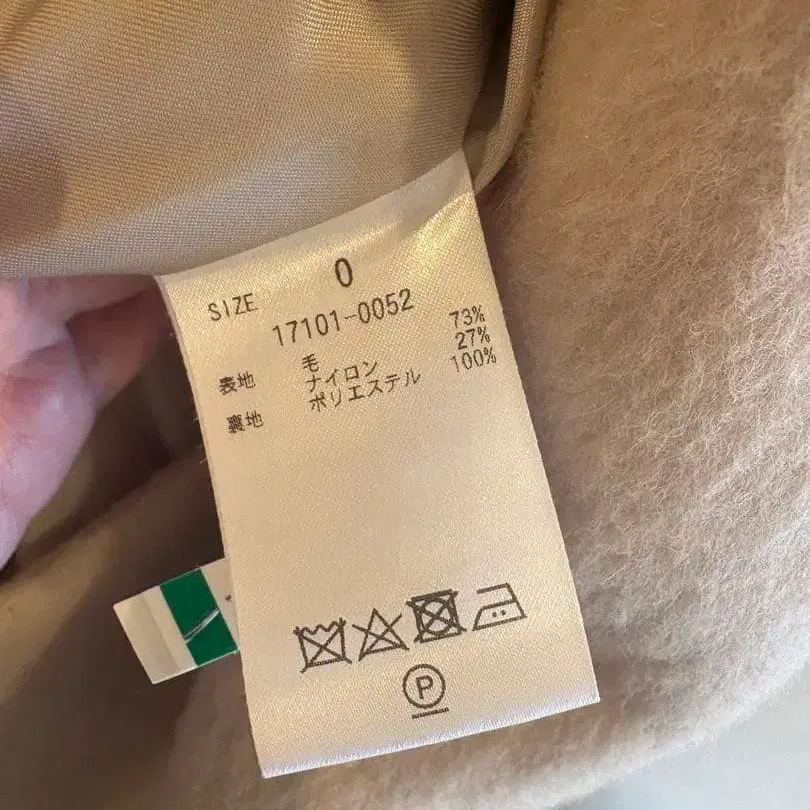 SIZE 0
17101-0052
表地 毛 73%
ナイロン 27%
裏地 ポリエステル 100%
P